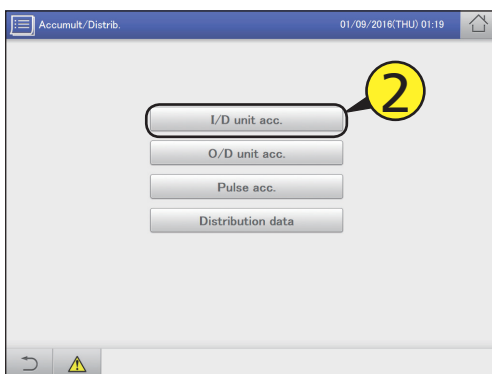 Accumult/Distrib. 01/09/2016(THU) 01:19
2
I/D unit acc.
O/D unit acc.
Pulse acc.
Distribution data